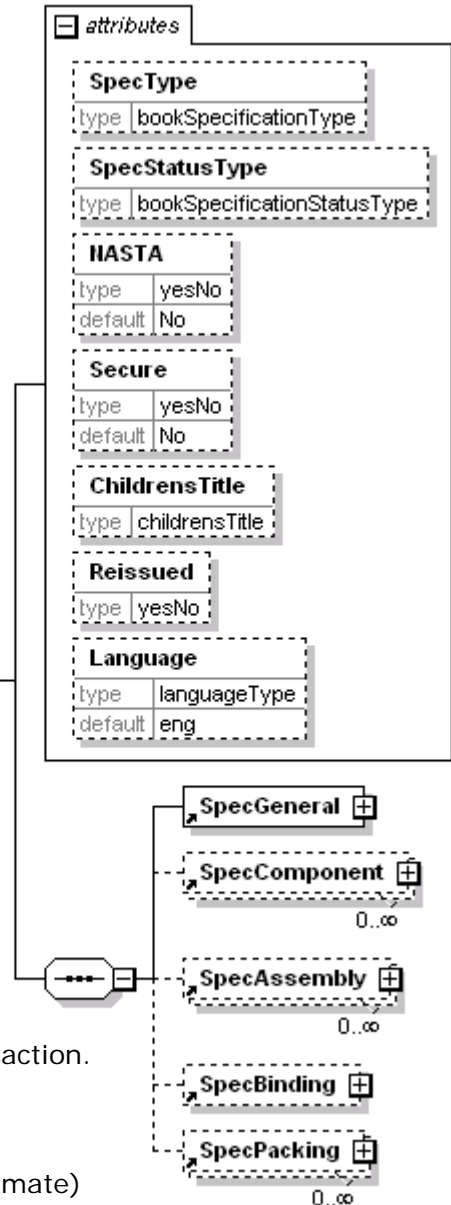 attributes
SpecType
type bookSpecificationType
SpecStatusType
type bookSpecificationStatusType
NASTA
type yesNo
default No
Secure
type yesNo
default No
ChildrensTitle
type childrensTitle
Reissued
type yesNo
Language
type languageType
default eng
SpecGeneral
SpecComponent
0..∞
SpecAssembly
0..∞
action.
SpecBinding
SpecPacking
mate)
0..∞